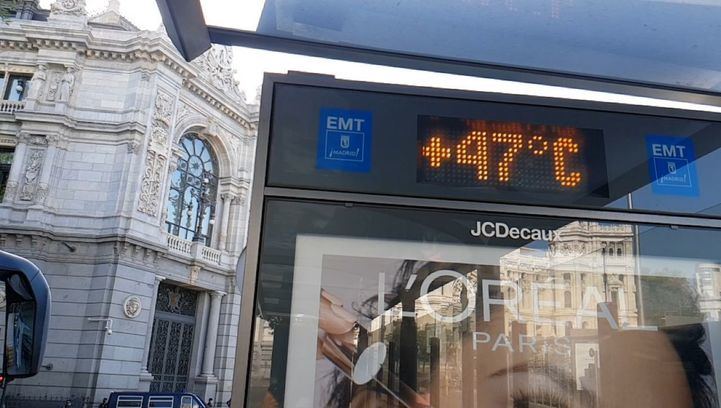 EMT
¡MADRID!
+47°C
EMT
¡MADRID!
JCDecaux
L'ORÉAL
PARIS